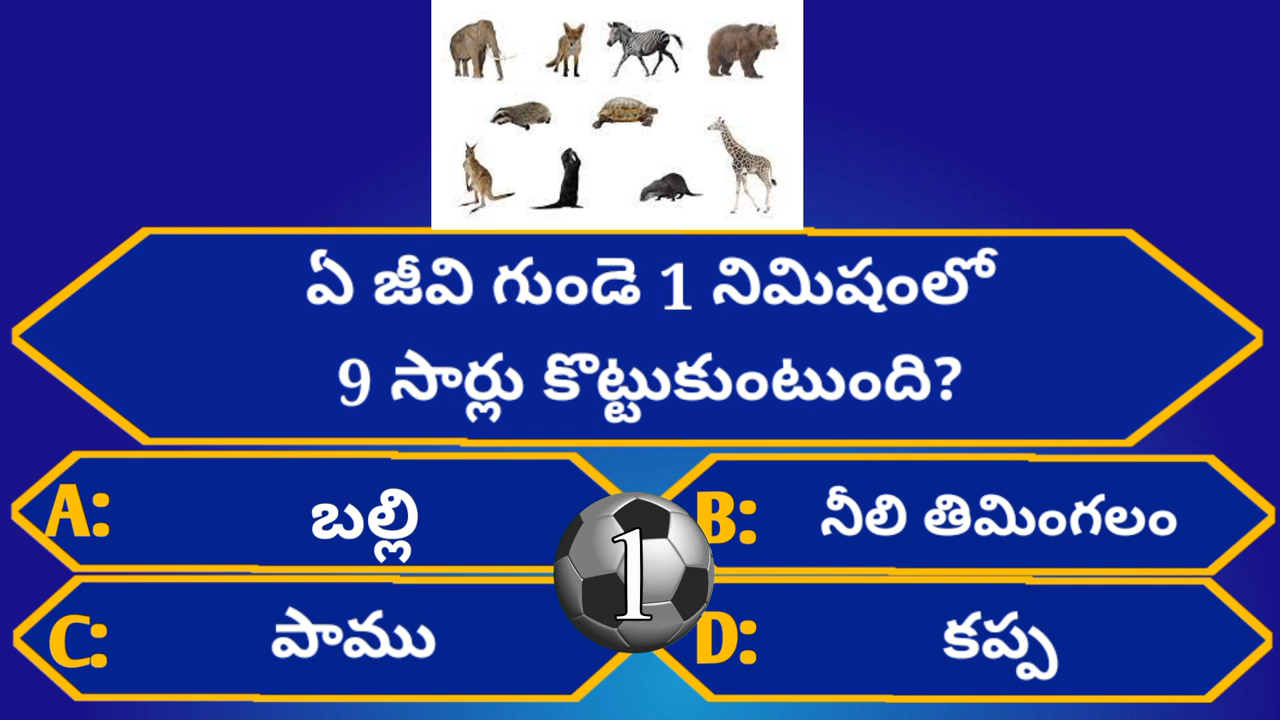 ఏ జీవి గుండె 1 నిమిషంలో
9 సార్లు కొట్టుకుంటుంది?
A: బల్లి
B: నీలి తిమింగలం
1
C: పాము
D: కప్ప